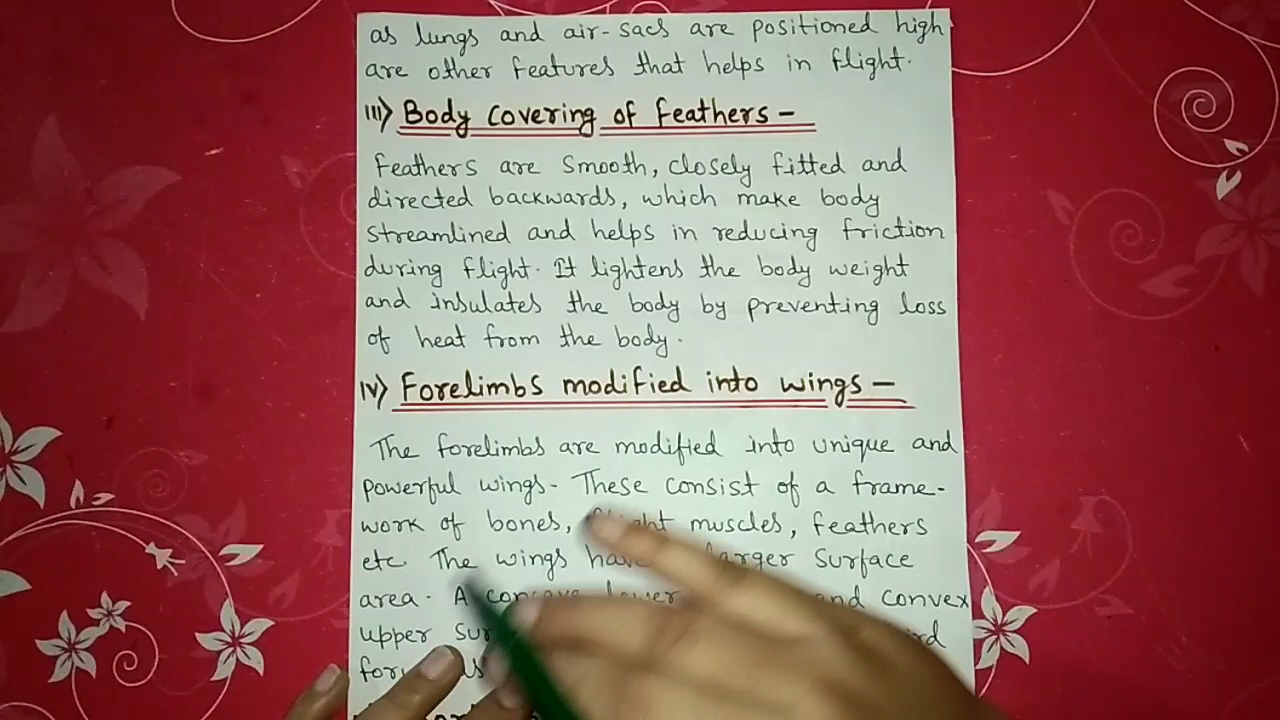 as lungs and air-sacs are positioned high
are other features that helps in flight.
III) Body covering of feathers -
Feathers are smooth, closely fitted and
directed backwards, which make body
streamlined and helps in reducing friction
during flight. It lightens the body weight
and insulates the body by preventing loss
of heat from the body.
IV) Forelimbs modified into wings -
The forelimbs are modified into unique and
powerful wings- These consist of a frame-
work of bones, flight muscles, feathers
etc The wings have larger surface
area. A concave lower and convex
upper